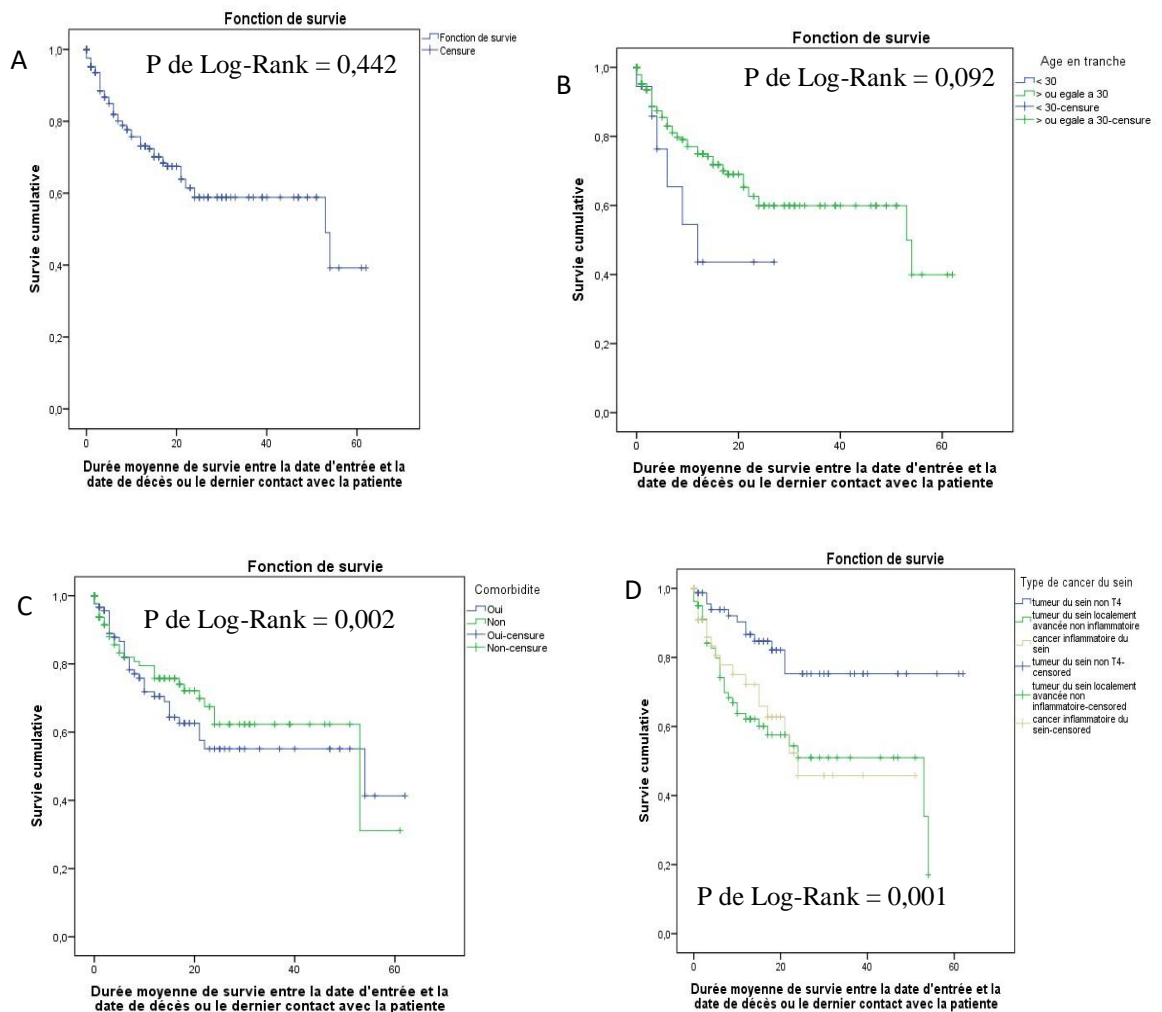 A
Fonction de survie
P de Log-Rank = 0,442
Fonction de survie
Censure
1,0
0,8
0,6
0,4
0,2
0,0
Survie cumulative
0 20 40 60
Durée moyenne de survie entre la date d'entrée et la
date de décès ou le dernier contact avec la patiente
B
Fonction de survie
P de Log-Rank = 0,092
Age en tranche
< 30
> ou egale a 30
< 30-censure
> ou egale a 30-censure
1,0
0,8
0,6
0,4
0,2
0,0
Survie cumulative
0 20 40 60
Durée moyenne de survie entre la date d'entrée et la
date de décès ou le dernier contact avec la patiente
C
Fonction de survie
P de Log-Rank = 0,002
Comorbidite
Oui
Non
Oui-censure
Non-censure
1,0
0,8
0,6
0,4
0,2
0,0
Survie cumulative
0 20 40 60
Durée moyenne de survie entre la date d'entrée et la
date de décès ou le dernier contact avec la patiente
D
Fonction de survie
Type de cancer du sein
tumeur du sein non T4
tumeur du sein localement
avancée non inflammatoire
cancer inflammatoire du
sein
tumeur du sein non T4-
censored
tumeur du sein localement
avancée non
inflammatoire-censored
cancer inflammatoire du
sein-censored
1,0
0,8
0,6
0,4
0,2
0,0
Survie cumulative
P de Log-Rank = 0,001
0 20 40 60
Durée moyenne de survie entre la date d'entrée et la
date de décès ou le dernier contact avec la patiente